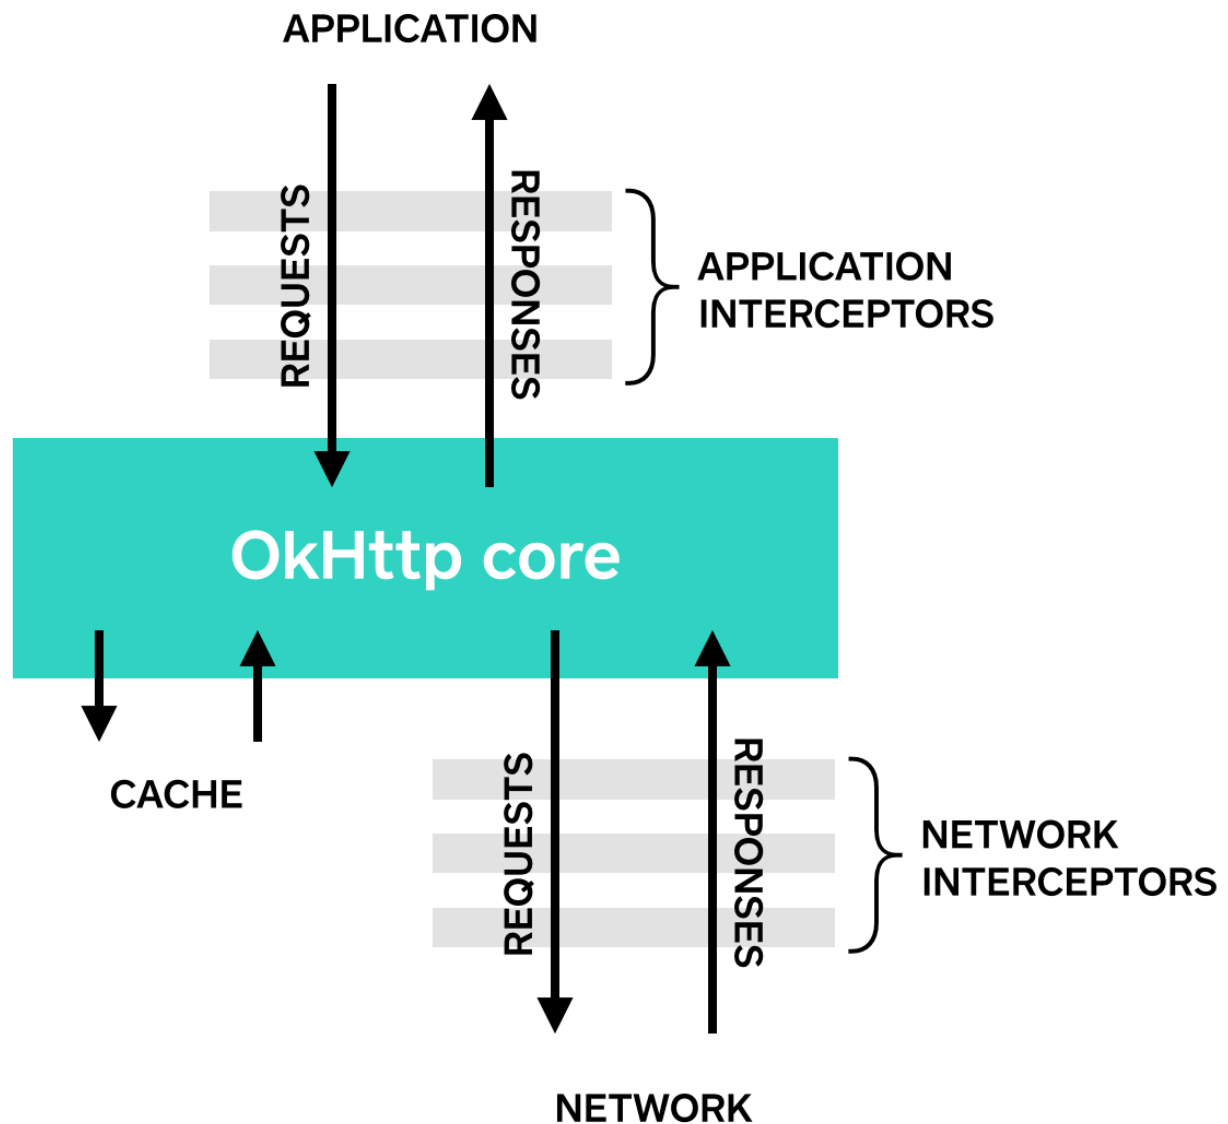 APPLICATION
REQUESTS
RESPONSES
APPLICATION
INTERCEPTORS
OkHttp core
CACHE
REQUESTS
RESPONSES
NETWORK
INTERCEPTORS
NETWORK